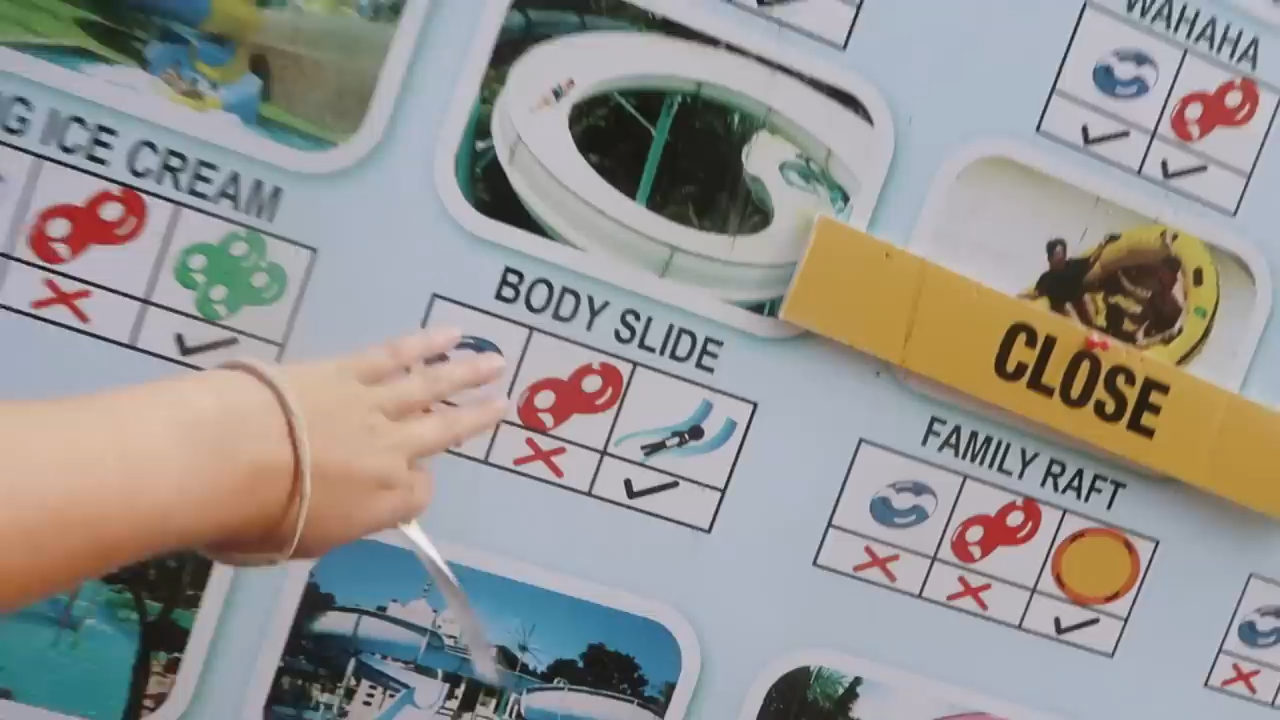 WAHAHA
ICE CREAM
BODY SLIDE
CLOSE
FAMILY RAFT